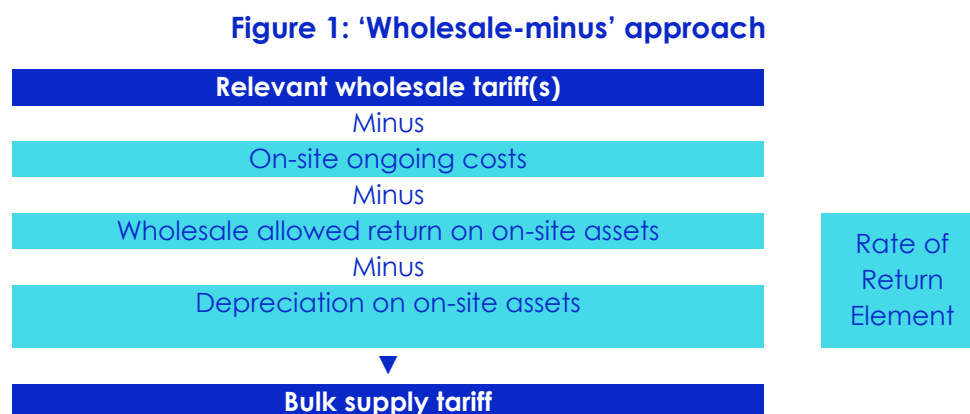 Figure 1: ‘Wholesale-minus’ approach
Relevant wholesale tariff(s)
Minus
On-site ongoing costs
Minus
Wholesale allowed return on on-site assets
Minus
Depreciation on on-site assets
Rate of
Return
Element
▼
Bulk supply tariff